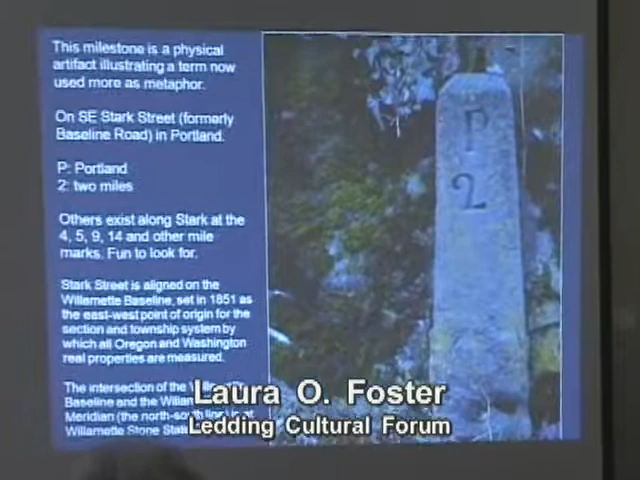 This milestone is a physical
artifact illustrating a term now
used more as metaphor.
On SE Stark Street (formerly
Baseline Road) in Portland.
P: Portland
2: two miles
Others exist along Stark at the
4, 5, 9, 14 and other mile
marks. Fun to look for.
Stark Street is aligned on the
Willamette Baseline, set in 1851 as
the east-west point of origin for the
section and township system by
which all Oregon and Washington
real properties are measured.
The intersection of the
Baseline and the
Meridian (the north-south line) is at
Willamette Stone
P
2
Laura O. Foster
Ledding Cultural Forum